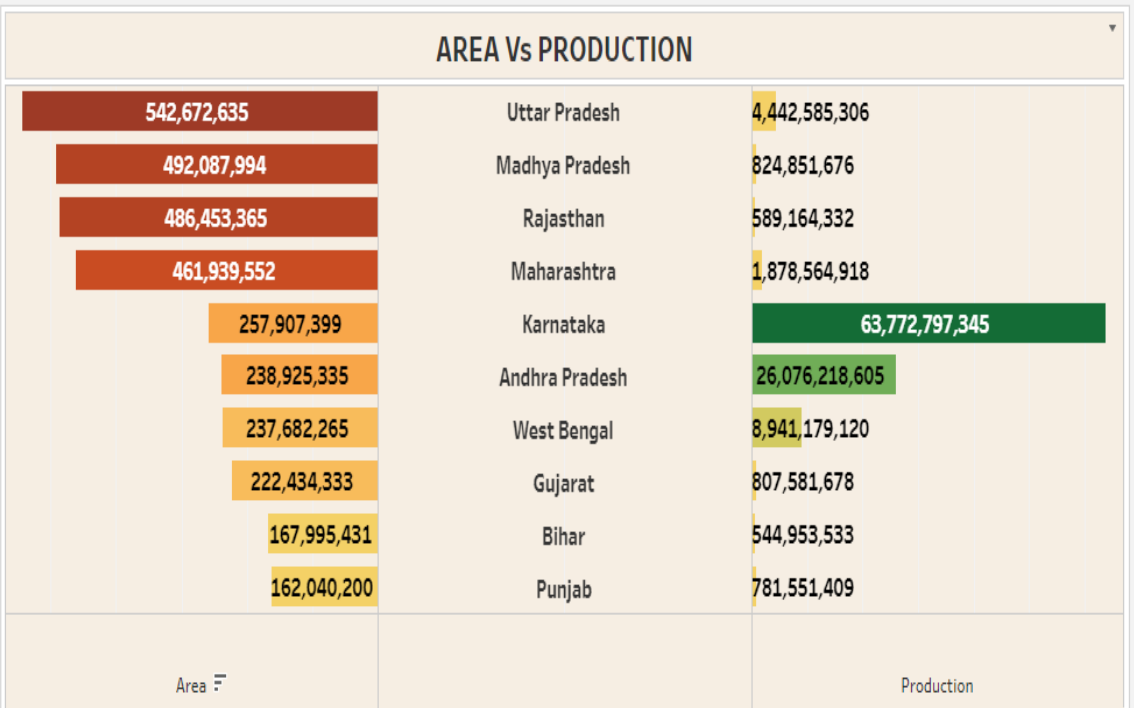 AREA Vs PRODUCTION
542,672,635 Uttar Pradesh 4,442,585,306
492,087,994 Madhya Pradesh 824,851,676
486,453,365 Rajasthan 589,164,332
461,939,552 Maharashtra 1,878,564,918
257,907,399 Karnataka 63,772,797,345
238,925,335 Andhra Pradesh 26,076,218,605
237,682,265 West Bengal 8,941,179,120
222,434,333 Gujarat 807,581,678
167,995,431 Bihar 544,953,533
162,040,200 Punjab 781,551,409
Area Production